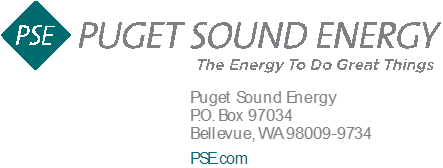 PSE PUGET SOUND ENERGY
The Energy To Do Great Things
Puget Sound Energy
P.O. Box 97034
Bellevue, WA 98009-9734
PSE.com